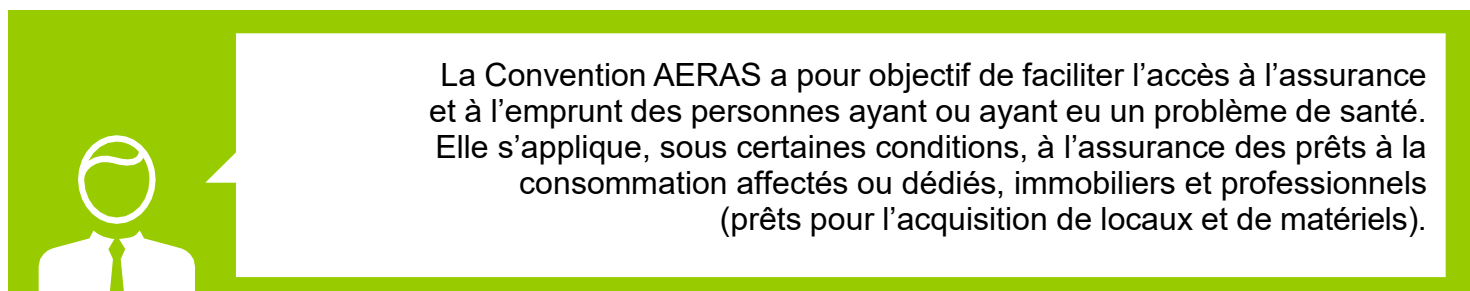 La Convention AERAS a pour objectif de faciliter l’accès à l’assurance
et à l’emprunt des personnes ayant ou ayant eu un problème de santé.
Elle s’applique, sous certaines conditions, à l’assurance des prêts à la
consommation affectés ou dédiés, immobiliers et professionnels
(prêts pour l’acquisition de locaux et de matériels).